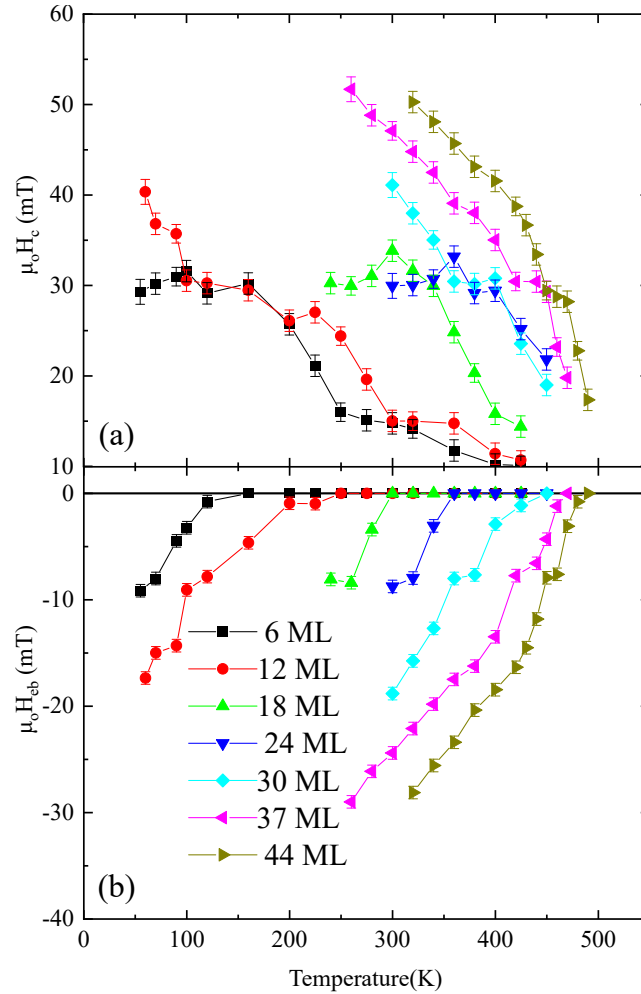 60
50
μₒH꜀ (mT)
40
30
20
(a)
10
0
-10
6 ML
12 ML
μₒHₑb (mT)
18 ML
-20
24 ML
30 ML
-30
37 ML
44 ML
(b)
-40
0 100 200 300 400 500
Temperature(K)